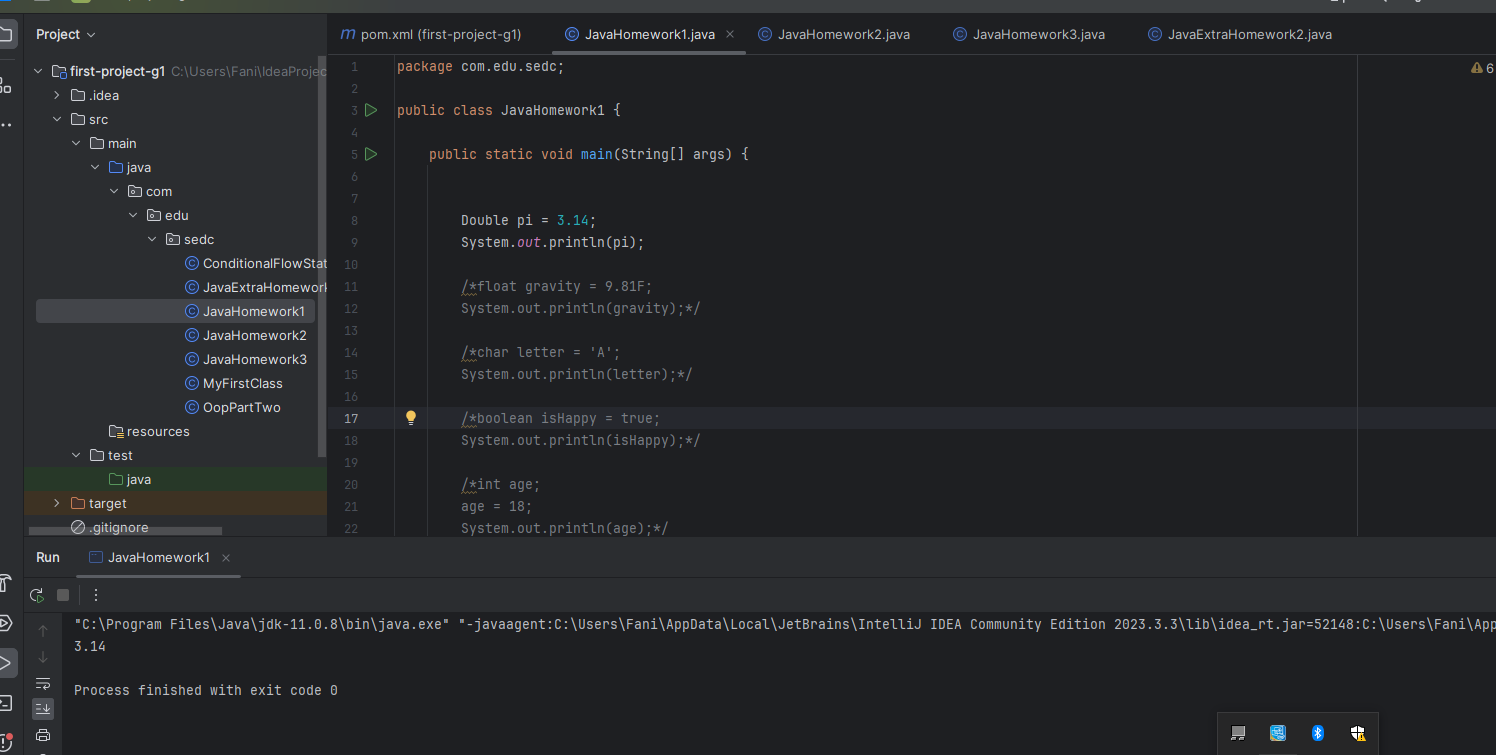 Project
pom.xml (first-project-g1)
JavaHomework1.java
JavaHomework2.java
JavaHomework3.java
JavaExtraHomework2.java
first-project-g1 C:\Users\Fani\IdeaProjec
.idea
src
main
java
com
edu
sedc
ConditionalFlowStat
JavaExtraHomework
JavaHomework1
JavaHomework2
JavaHomework3
MyFirstClass
OopPartTwo
resources
test
java
target
.gitignore
6
1 package com.edu.sedc;
2
3 public class JavaHomework1 {
4
5 public static void main(String[] args) {
6
7
8 Double pi = 3.14;
9 System.out.println(pi);
10
11 /*float gravity = 9.81F;
12 System.out.println(gravity);*/
13
14 /*char letter = 'A';
15 System.out.println(letter);*/
16
17 /*boolean isHappy = true;
18 System.out.println(isHappy);*/
19
20 /*int age;
21 age = 18;
22 System.out.println(age);*/
Run
JavaHomework1
"C:\Program Files\Java\jdk-11.0.8\bin\java.exe" "-javaagent:C:\Users\Fani\AppData\Local\JetBrains\IntelliJ IDEA Community Edition 2023.3.3\lib\idea_rt.jar=52148:C:\Users\Fani\App
3.14
Process finished with exit code 0